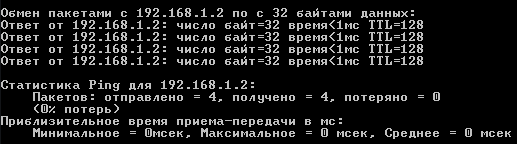 Обмен пакетами с 192.168.1.2 по с 32 байтами данных:
Ответ от 192.168.1.2: число байт=32 время<1мс TTL=128
Ответ от 192.168.1.2: число байт=32 время<1мс TTL=128
Ответ от 192.168.1.2: число байт=32 время<1мс TTL=128
Ответ от 192.168.1.2: число байт=32 время<1мс TTL=128
Статистика Ping для 192.168.1.2:
Пакетов: отправлено = 4, получено = 4, потеряно = 0
(0% потерь)
Приблизительное время приема-передачи в мс:
Минимальное = 0мсек, Максимальное = 0 мсек, Среднее = 0 мсек